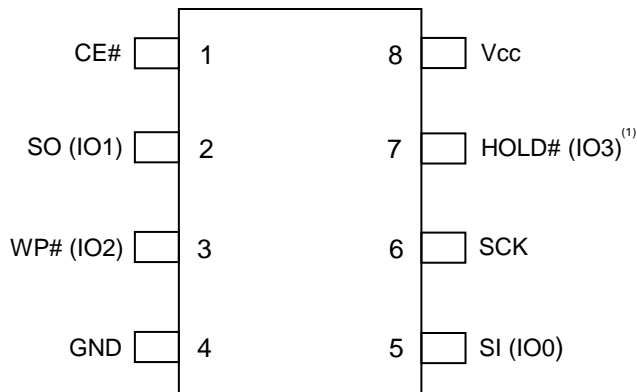 CE# 1 8 Vcc
SO (IO1) 2 7 HOLD# (IO3)(1)
WP# (IO2) 3 6 SCK
GND 4 5 SI (IO0)